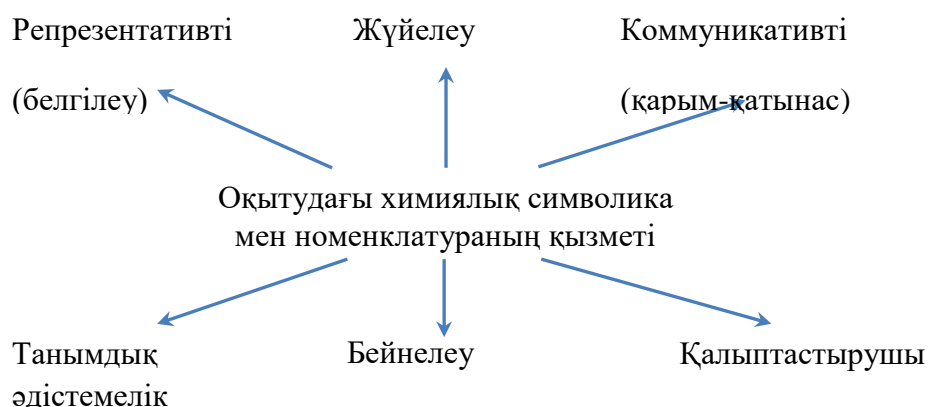 Репрезентативті
(белгілеу)
Жүйелеу
Коммуникативті
(қарым-қатынас)
Оқытудағы химиялық символика
мен номенклатураның қызметі
Танымдық
әдістемелік
Бейнелеу
Қалыптастырушы